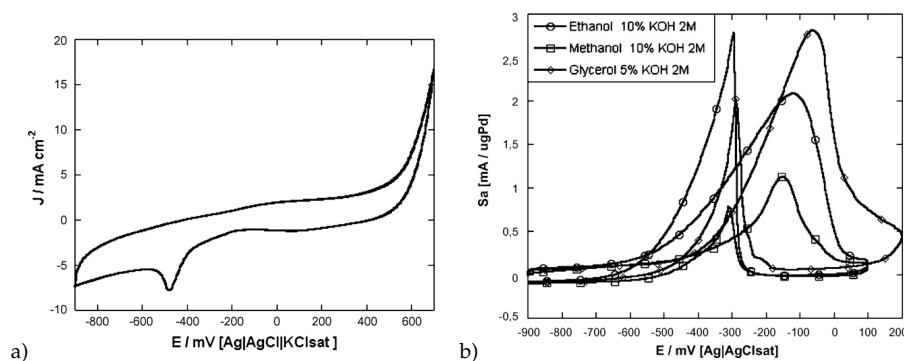 20
15
10
5
0
-5
-10
J / mA cm-2
-800 -600 -400 -200 0 200 400 600
E / mV [Ag|AgCl|KClsat ]
a)
3
2,5
2
1,5
1
0,5
0
0,5
Sa [mA / ugPd]
Ethanol 10% KOH 2M
Methanol 10% KOH 2M
Glycerol 5% KOH 2M
-900 -800 -700 -600 -500 -400 -300 -200 -100 0 100 200
E / mV [Ag|AgClsat]
b)